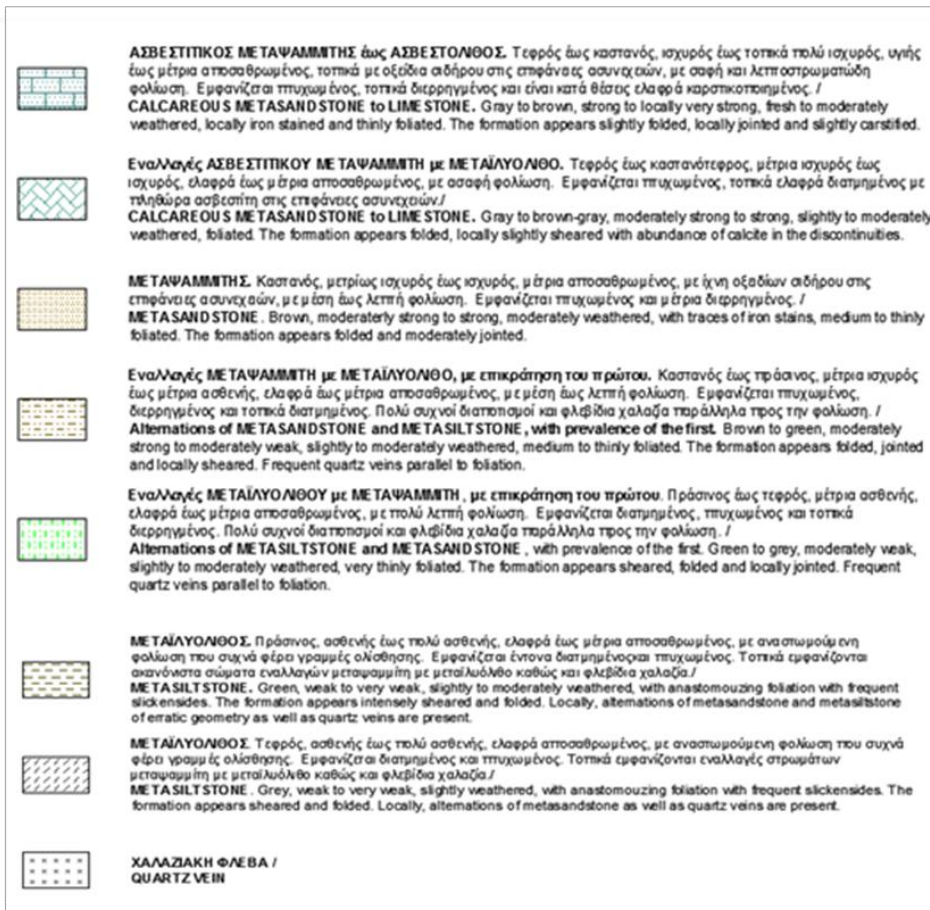 ΑΣΒΕΣΤΙΤΙΚΟΣ ΜΕΤΑΨΑΜΜΙΤΗΣ έως ΑΣΒΕΣΤΟΛΙΘΟΣ. Τεφρός έως καστανός, ισχυρός έως τοπικά πολύ ισχυρός, υγιής
έως μέτρια αποσαθρωμένος, τοπικά με οξείδια σιδήρου στις επιφάνειες ασυνεχειών, με σαφή και λεπτοστρωματώδη
φολίωση. Εμφανίζεται πτυχωμένος, τοπικά διερρηγμένος και είναι κατά θέσεις ελαφρά καρστικοποιημένος. /
CALCAREOUS METASANDSTONE to LIMESTONE. Gray to brown, strong to locally very strong, fresh to moderately
weathered, locally iron stained and thinly foliated. The formation appears slightly folded, locally jointed and slightly carstified.
Εναλλαγές ΑΣΒΕΣΤΙΤΙΚΟΥ ΜΕΤΑΨΑΜΜΙΤΗ με ΜΕΤΑΪΛΥΟΛΙΘΟ. Τεφρός έως καστανότεφρος, μέτρια ισχυρός έως
ισχυρός, ελαφρά έως μέτρια αποσαθρωμένος, με ασαφή φολίωση. Εμφανίζεται πτυχωμένος, τοπικά ελαφρά διατμημένος με
πληθώρα ασβεστίτη στις επιφάνειες ασυνεχειών./
CALCAREOUS METASANDSTONE to LIMESTONE. Gray to brown-gray, moderately strong to strong, slightly to moderately
weathered, foliated. The formation appears folded, locally slightly sheared with abundance of calcite in the discontinuities.
ΜΕΤΑΨΑΜΜΙΤΗΣ. Καστανός, μετρίως ισχυρός έως ισχυρός, μέτρια αποσαθρωμένος, με ίχνη οξειδίων σιδήρου στις
επιφάνειες ασυνεχειών, με μέση έως λεπτή φολίωση. Εμφανίζεται πτυχωμένος και μέτρια διερρηγμένος. /
METASANDSTONE. Brown, moderaterly strong to strong, moderately weathered, with traces of iron stains, medium to thinly
foliated. The formation appears folded and moderately jointed.
Εναλλαγές ΜΕΤΑΨΑΜΜΙΤΗ με ΜΕΤΑΪΛΥΟΛΙΘΟ, με επικράτηση του πρώτου. Καστανός έως πράσινος, μέτρια ισχυρός
έως μέτρια ασθενής, ελαφρά έως μέτρια αποσαθρωμένος, με μέση έως λεπτή φολίωση. Εμφανίζεται πτυχωμένος,
διερρηγμένος και τοπικά διατμημένος. Πολύ συχνοί διαποτισμοί και φλεβίδια χαλαζία παράλληλα προς την φολίωση. /
Alternations of METASANDSTONE and METASILTSTONE, with prevalence of the first. Brown to green, moderately
strong to moderately weak, slightly to moderately weathered, medium to thinly foliated. The formation appears folded, jointed
and locally sheared. Frequent quartz veins parallel to foliation.
Εναλλαγές ΜΕΤΑΪΛΥΟΛΙΘΟΥ με ΜΕΤΑΨΑΜΜΙΤΗ, με επικράτηση του πρώτου. Πράσινος έως τεφρός, μέτρια ασθενής,
ελαφρά έως μέτρια αποσαθρωμένος, με πολύ λεπτή φολίωση. Εμφανίζεται διατμημένος, πτυχωμένος και τοπικά
διερρηγμένος. Πολύ συχνοί διαποτισμοί και φλεβίδια χαλαζία παράλληλα προς την φολίωση. /
Alternations of METASILTSTONE and METASANDSTONE, with prevalence of the first. Green to grey, moderately weak,
slightly to moderately weathered, very thinly foliated. The formation appears sheared, folded and locally jointed. Frequent
quartz veins parallel to foliation.
ΜΕΤΑΪΛΥΟΛΙΘΟΣ. Πράσινος, ασθενής έως πολύ ασθενής, ελαφρά έως μέτρια αποσαθρωμένος, με αναστωμούμενη
φολίωση που συχνά φέρει γραμμές ολίσθησης. Εμφανίζεται έντονα διατμημένοςκαι πτυχωμένος. Τοπικά εμφανίζονται
ακανόνιστα σώματα εναλλαγών μεταψαμμίτη με μεταϊλυόλιθο καθώς και φλεβίδια χαλαζία./
METASILTSTONE. Green, weak to very weak, slightly to moderately weathered, with anastomouzing foliation with frequent
slickensides. The formation appears intensely sheared and folded. Locally, alternations of metasandstone and metasiltstone
of erratic geometry as well as quartz veins are present.
ΜΕΤΑΪΛΥΟΛΙΘΟΣ. Τεφρός, ασθενής έως πολύ ασθενής, ελαφρά αποσαθρωμένος, με αναστωμούμενη φολίωση που συχνά
φέρει γραμμές ολίσθησης. Εμφανίζεται διατμημένος και πτυχωμένος. Τοπικά εμφανίζονται εναλλαγές στρωμάτων
μεταψαμμίτη με μεταϊλυόλιθο καθώς και φλεβίδια χαλαζία./
METASILTSTONE. Grey, weak to very weak, slightly weathered, with anastomouzing foliation with frequent slickensides. The
formation appears sheared and folded. Locally, alternations of metasandstone as well as quartz veins are present.
ΧΑΛΑΖΙΑΚΗ ΦΛΕΒΑ /
QUARTZ VEIN